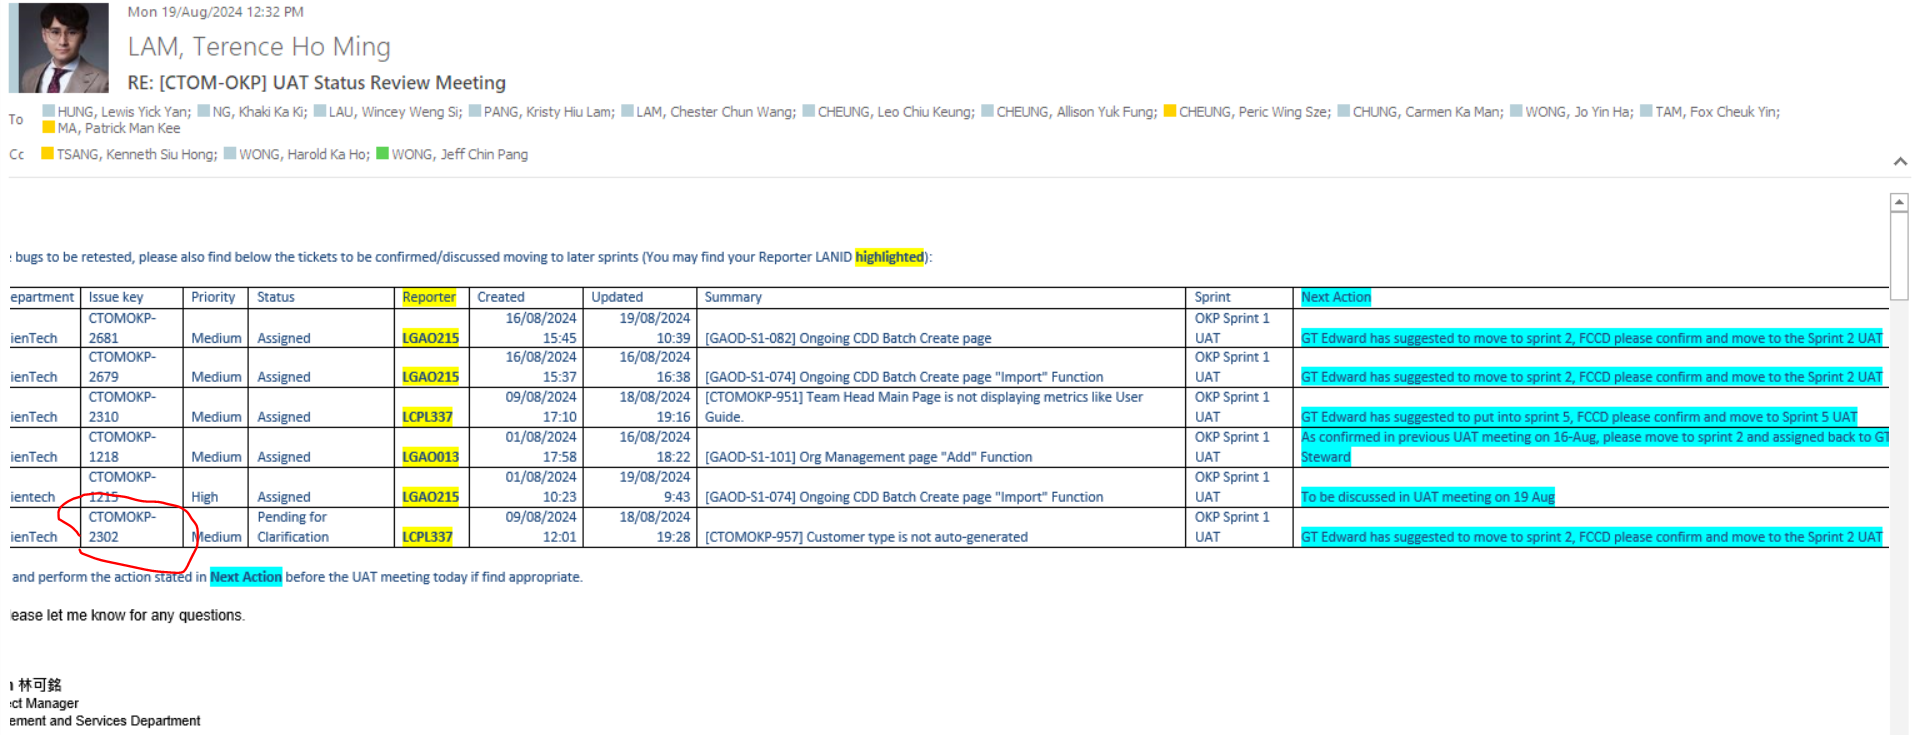 Mon 19/Aug/2024 12:32 PM
LAM, Terence Ho Ming
RE: [CTOM-OKP] UAT Status Review Meeting
To HUNG, Lewis Yick Yan; NG, Khaki Ka Ki; LAU, Wincey Weng Si; PANG, Kristy Hiu Lam; LAM, Chester Chun Wang; CHEUNG, Leo Chiu Keung; CHEUNG, Allison Yuk Fung; CHEUNG, Peric Wing Sze; CHUNG, Carmen Ka Man; WONG, Jo Yin Ha; TAM, Fox Cheuk Yin;
MA, Patrick Man Kee
Cc TSANG, Kenneth Siu Hong; WONG, Harold Ka Ho; WONG, Jeff Chin Pang
bugs to be retested, please also find below the tickets to be confirmed/discussed moving to later sprints (You may find your Reporter LANID highlighted):
epartment Issue key Priority Status Reporter Created Updated Summary Sprint Next Action
CTOMOKP- 16/08/2024 19/08/2024 OKP Sprint 1
ienTech 2681 Medium Assigned LGAO215 15:45 10:39 [GAOD-S1-082] Ongoing CDD Batch Create page UAT GT Edward has suggested to move to sprint 2, FCCD please confirm and move to the Sprint 2 UAT
CTOMOKP- 16/08/2024 16/08/2024 OKP Sprint 1
ienTech 2679 Medium Assigned LGAO215 15:37 16:38 [GAOD-S1-074] Ongoing CDD Batch Create page "Import" Function UAT GT Edward has suggested to move to sprint 2, FCCD please confirm and move to the Sprint 2 UAT
CTOMOKP- 09/08/2024 18/08/2024 [CTOMOKP-951] Team Head Main Page is not displaying metrics like User OKP Sprint 1
ienTech 2310 Medium Assigned LCPL337 17:10 19:16 Guide. UAT GT Edward has suggested to put into sprint 5, FCCD please confirm and move to Sprint 5 UAT
CTOMOKP- 01/08/2024 16/08/2024 OKP Sprint 1 As confirmed in previous UAT meeting on 16-Aug, please move to sprint 2 and assigned back to GT
ienTech 1218 Medium Assigned LGAO013 17:58 18:22 [GAOD-S1-101] Org Management page "Add" Function UAT Steward
CTOMOKP- 01/08/2024 19/08/2024 OKP Sprint 1
ientech 1215 High Assigned LGAO215 10:23 9:43 [GAOD-S1-074] Ongoing CDD Batch Create page "Import" Function UAT To be discussed in UAT meeting on 19 Aug
CTOMOKP- Pending for 09/08/2024 18/08/2024 OKP Sprint 1
ienTech 2302 Medium Clarification LCPL337 12:01 19:28 [CTOMOKP-957] Customer type is not auto-generated UAT GT Edward has suggested to move to sprint 2, FCCD please confirm and move to the Sprint 2 UAT
and perform the action stated in Next Action before the UAT meeting today if find appropriate.
ease let me know for any questions.
林可銘
ct Manager
ement and Services Department